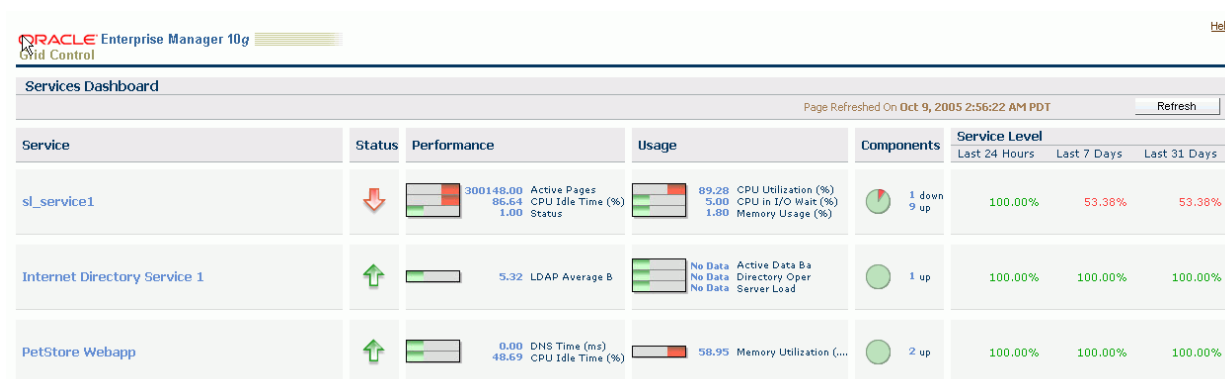 Hel
ORACLE Enterprise Manager 10g
Grid Control
Services Dashboard
Page Refreshed On Oct 9, 2005 2:56:22 AM PDT Refresh
Service Status Performance Usage Components Service Level
Last 24 Hours Last 7 Days Last 31 Days
sl_service1
300148.00 Active Pages
86.64 CPU Idle Time (%)
1.00 Status
89.28 CPU Utilization (%)
5.00 CPU in I/O Wait (%)
1.80 Memory Usage (%)
1 down
9 up
100.00% 53.38% 53.38%
Internet Directory Service 1
5.32 LDAP Average B
No Data Active Data Ba
No Data Directory Oper
No Data Server Load
1 up
100.00% 100.00% 100.00%
PetStore Webapp
0.00 DNS Time (ms)
48.69 CPU Idle Time (%)
58.95 Memory Utilization (...
2 up
100.00% 100.00% 100.00%